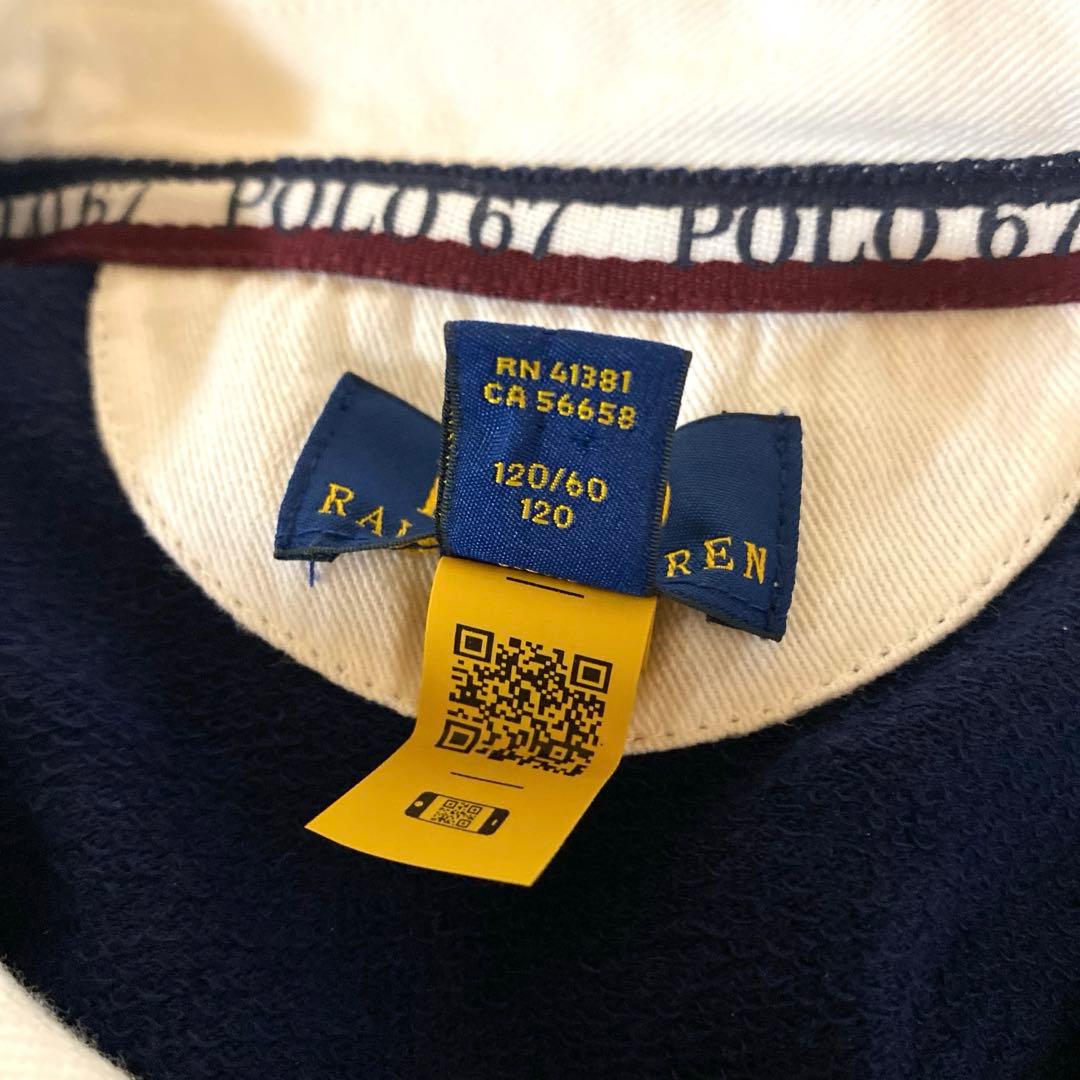 POLO 67 POLO 67
RN 41381
CA 56658
120/60
120
REN